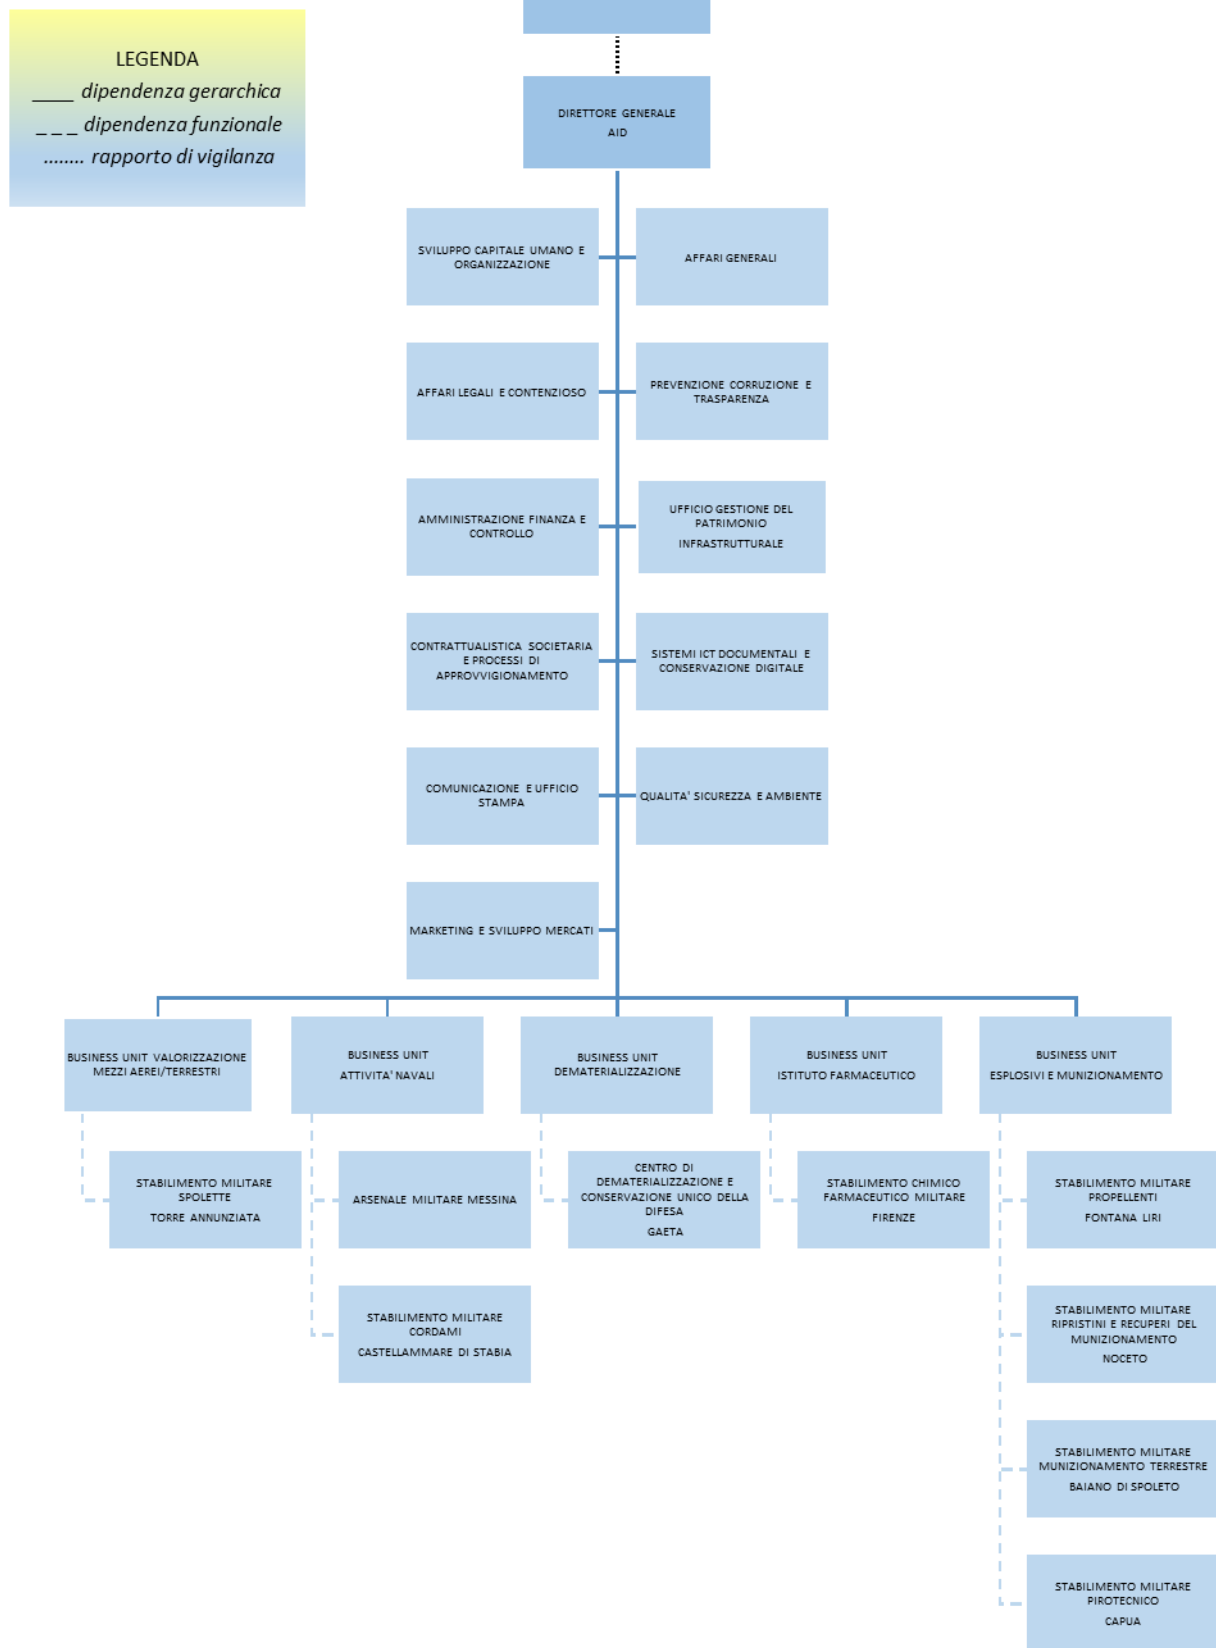 LEGENDA
____ dipendenza gerarchica
_ _ _ dipendenza funzionale
........ rapporto di vigilanza
DIRETTORE GENERALE
AID
SVILUPPO CAPITALE UMANO E
ORGANIZZAZIONE
AFFARI GENERALI
AFFARI LEGALI E CONTENZIOSO
PREVENZIONE CORRUZIONE E
TRASPARENZA
AMMINISTRAZIONE FINANZA E
CONTROLLO
UFFICIO GESTIONE DEL
PATRIMONIO
INFRASTRUTTURALE
CONTRATTUALISTICA SOCIETARIA
E PROCESSI DI
APPROVVIGIONAMENTO
SISTEMI ICT DOCUMENTALI E
CONSERVAZIONE DIGITALE
COMUNICAZIONE E UFFICIO
STAMPA
QUALITA' SICUREZZA E AMBIENTE
MARKETING E SVILUPPO MERCATI
BUSINESS UNIT VALORIZZAZIONE
MEZZI AEREI/TERRESTRI
BUSINESS UNIT
ATTIVITA' NAVALI
BUSINESS UNIT
DEMATERIALIZZAZIONE
BUSINESS UNIT
ISTITUTO FARMACEUTICO
BUSINESS UNIT
ESPLOSIVI E MUNIZIONAMENTO
STABILIMENTO MILITARE
SPOLETTE
TORRE ANNUNZIATA
ARSENALE MILITARE MESSINA
CENTRO DI
DEMATERIALIZZAZIONE E
CONSERVAZIONE UNICO DELLA
DIFESA
GAETA
STABILIMENTO CHIMICO
FARMACEUTICO MILITARE
FIRENZE
STABILIMENTO MILITARE
PROPELLENTI
FONTANA LIRI
STABILIMENTO MILITARE
CORDAMI
CASTELLAMMARE DI STABIA
STABILIMENTO MILITARE
RIPRISTINI E RECUPERI DEL
MUNIZIONAMENTO
NOCETO
STABILIMENTO MILITARE
MUNIZIONAMENTO TERRESTRE
BAIANO DI SPOLETO
STABILIMENTO MILITARE
PIROTECNICO
CAPUA